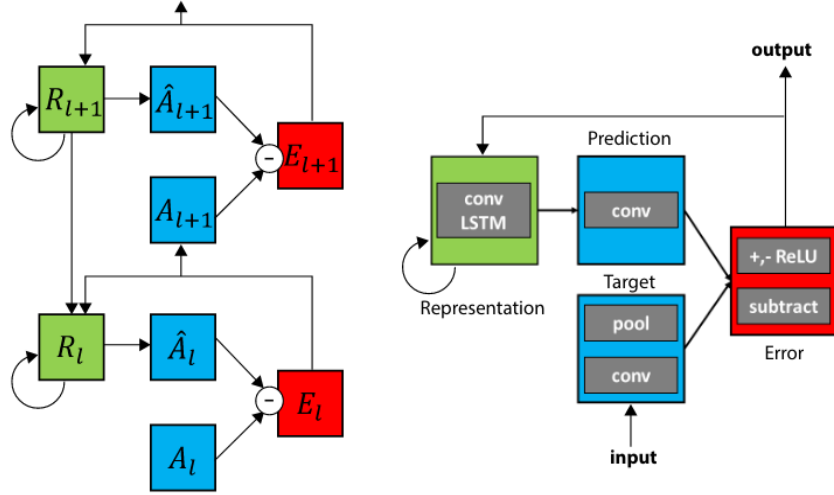 R_{l+1}
Â_{l+1}
-
E_{l+1}
A_{l+1}
R_l
Â_l
-
E_l
A_l
output
Prediction
conv
LSTM
conv
+,- ReLU
subtract
Target
Representation
pool
conv
Error
input